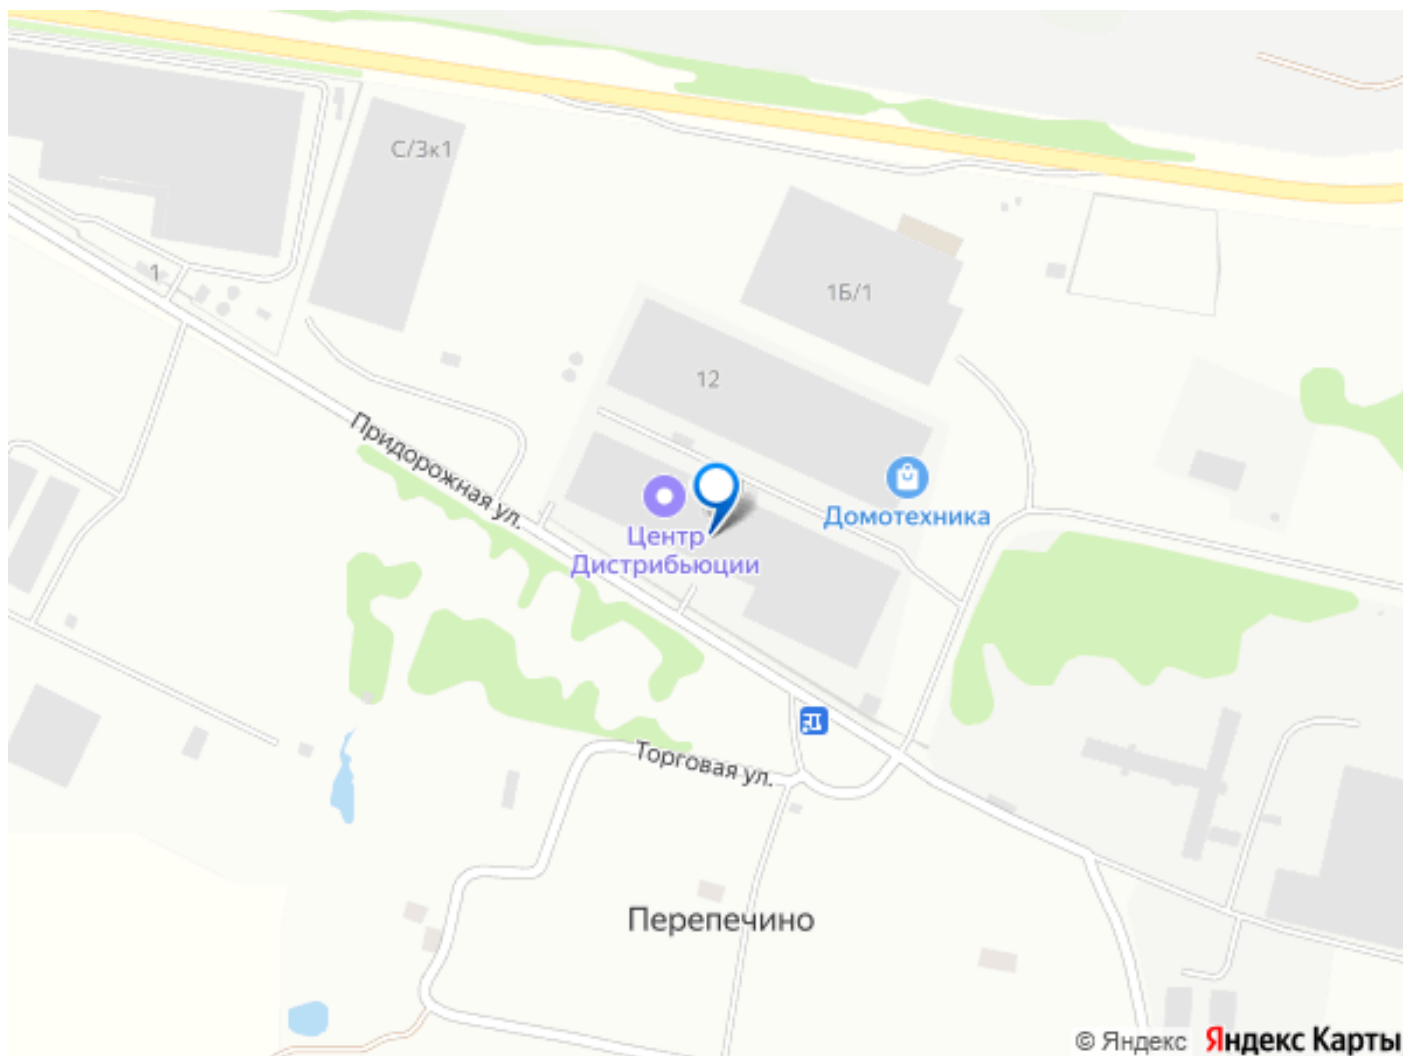 С/3к1
1
1Б/1
12
Придорожная ул.
Домотехника
Центр
Дистрибьюции
Торговая ул.
Перепечино
© Яндекс Яндекс Карты